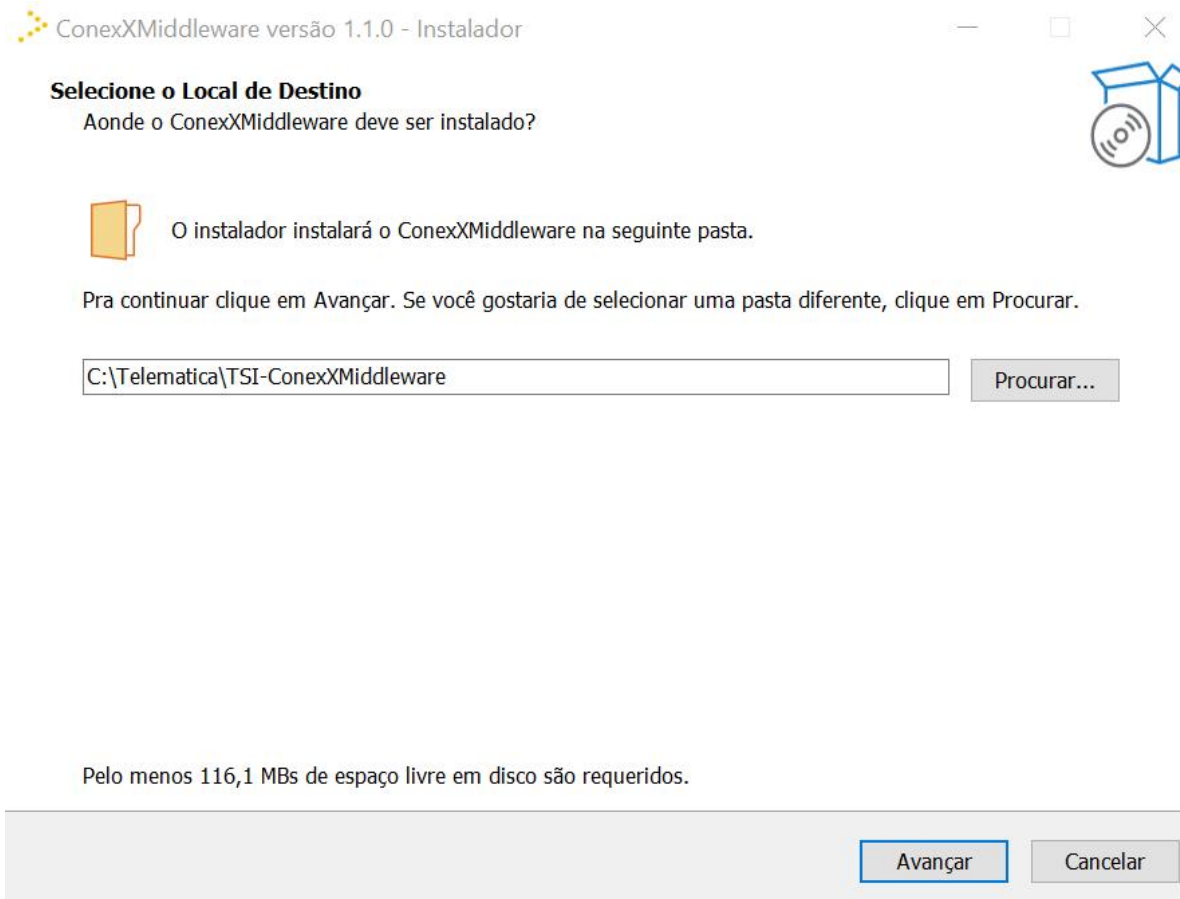 ConexXMiddleware versão 1.1.0 - Instalador
Selecione o Local de Destino
Aonde o ConexXMiddleware deve ser instalado?
O instalador instalará o ConexXMiddleware na seguinte pasta.
Pra continuar clique em Avançar. Se você gostaria de selecionar uma pasta diferente, clique em Procurar.
C:\Telematica\TSI-ConexXMiddleware
Procurar...
Pelo menos 116,1 MBs de espaço livre em disco são requeridos.
Avançar
Cancelar